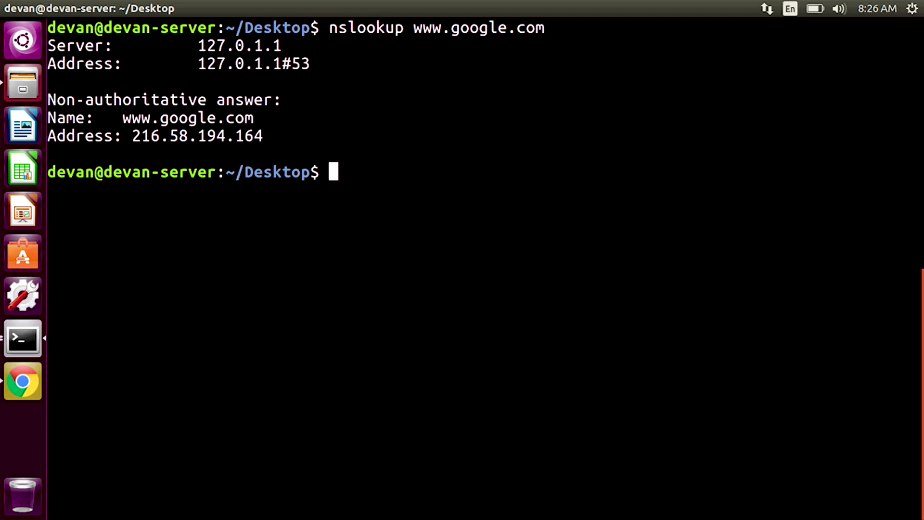 devan@devan-server: ~/Desktop
En
8:26 AM
devan@devan-server:~/Desktop$ nslookup www.google.com
Server:		127.0.1.1
Address:	127.0.1.1#53

Non-authoritative answer:
Name:	www.google.com
Address: 216.58.194.164

devan@devan-server:~/Desktop$